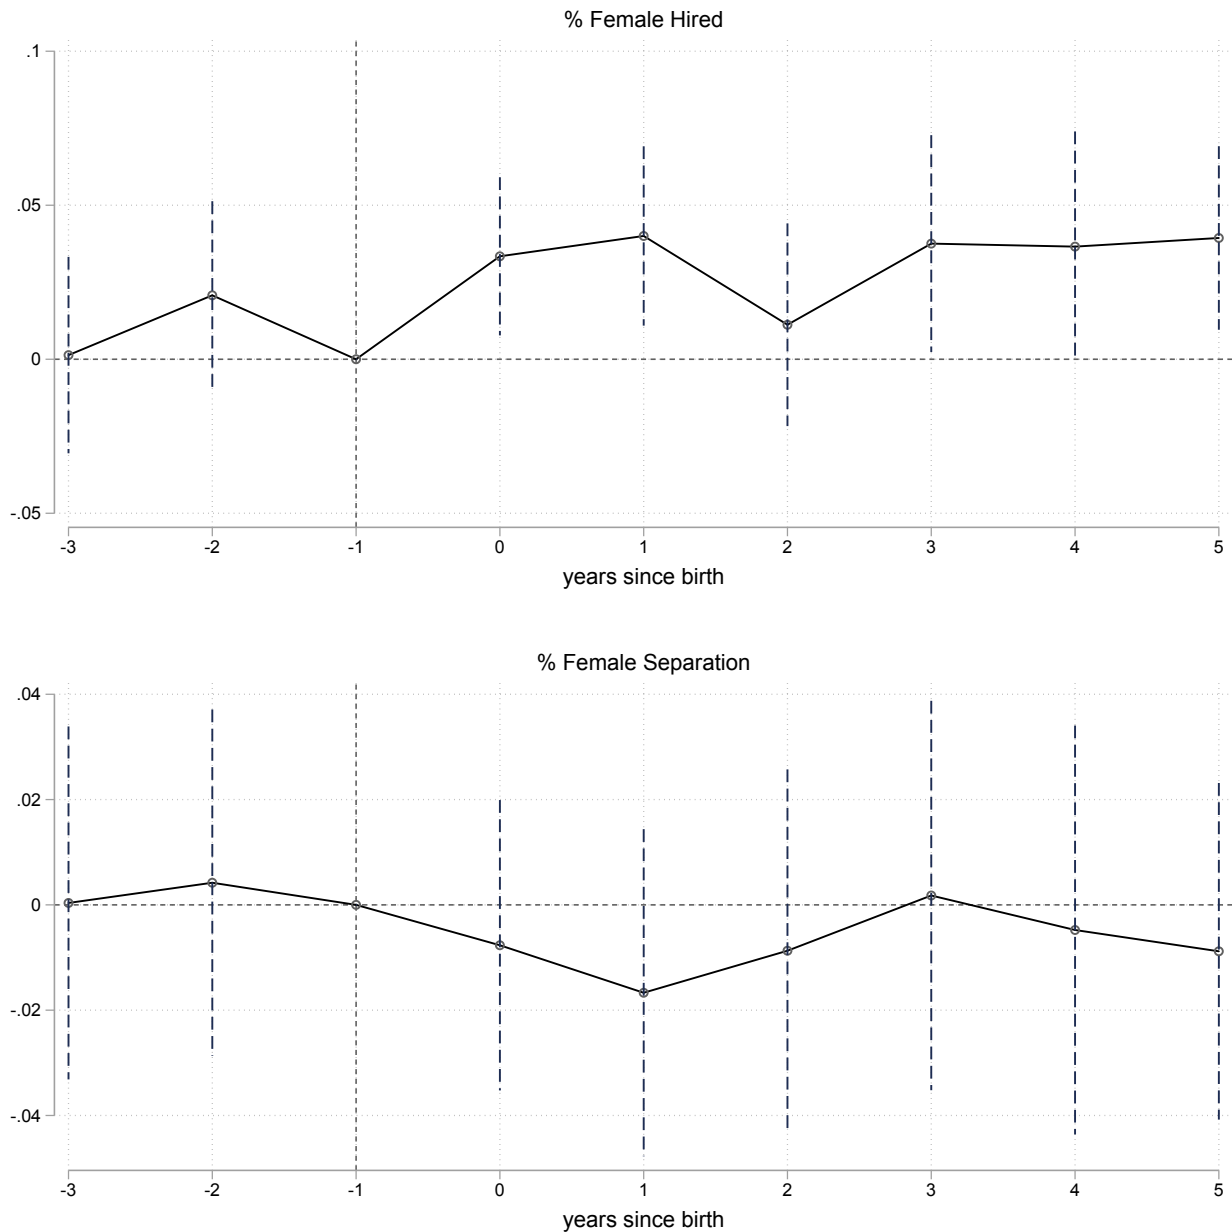 % Female Hired
.1
.05
0
-.05
-3 -2 -1 0 1 2 3 4 5
years since birth
% Female Separation
.04
.02
0
-.02
-.04
-3 -2 -1 0 1 2 3 4 5
years since birth